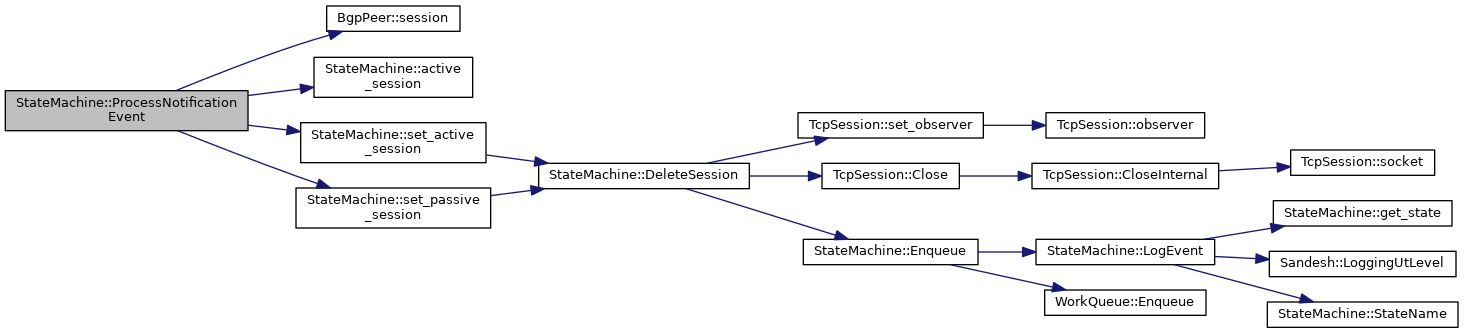 BgpPeer::session
StateMachine::active
_session
StateMachine::ProcessNotification
Event
StateMachine::set_active
_session
StateMachine::set_passive
_session
StateMachine::DeleteSession
TcpSession::set_observer
TcpSession::observer
TcpSession::Close
TcpSession::CloseInternal
TcpSession::socket
StateMachine::Enqueue
StateMachine::LogEvent
StateMachine::get_state
Sandesh::LoggingUtLevel
StateMachine::StateName
WorkQueue::Enqueue